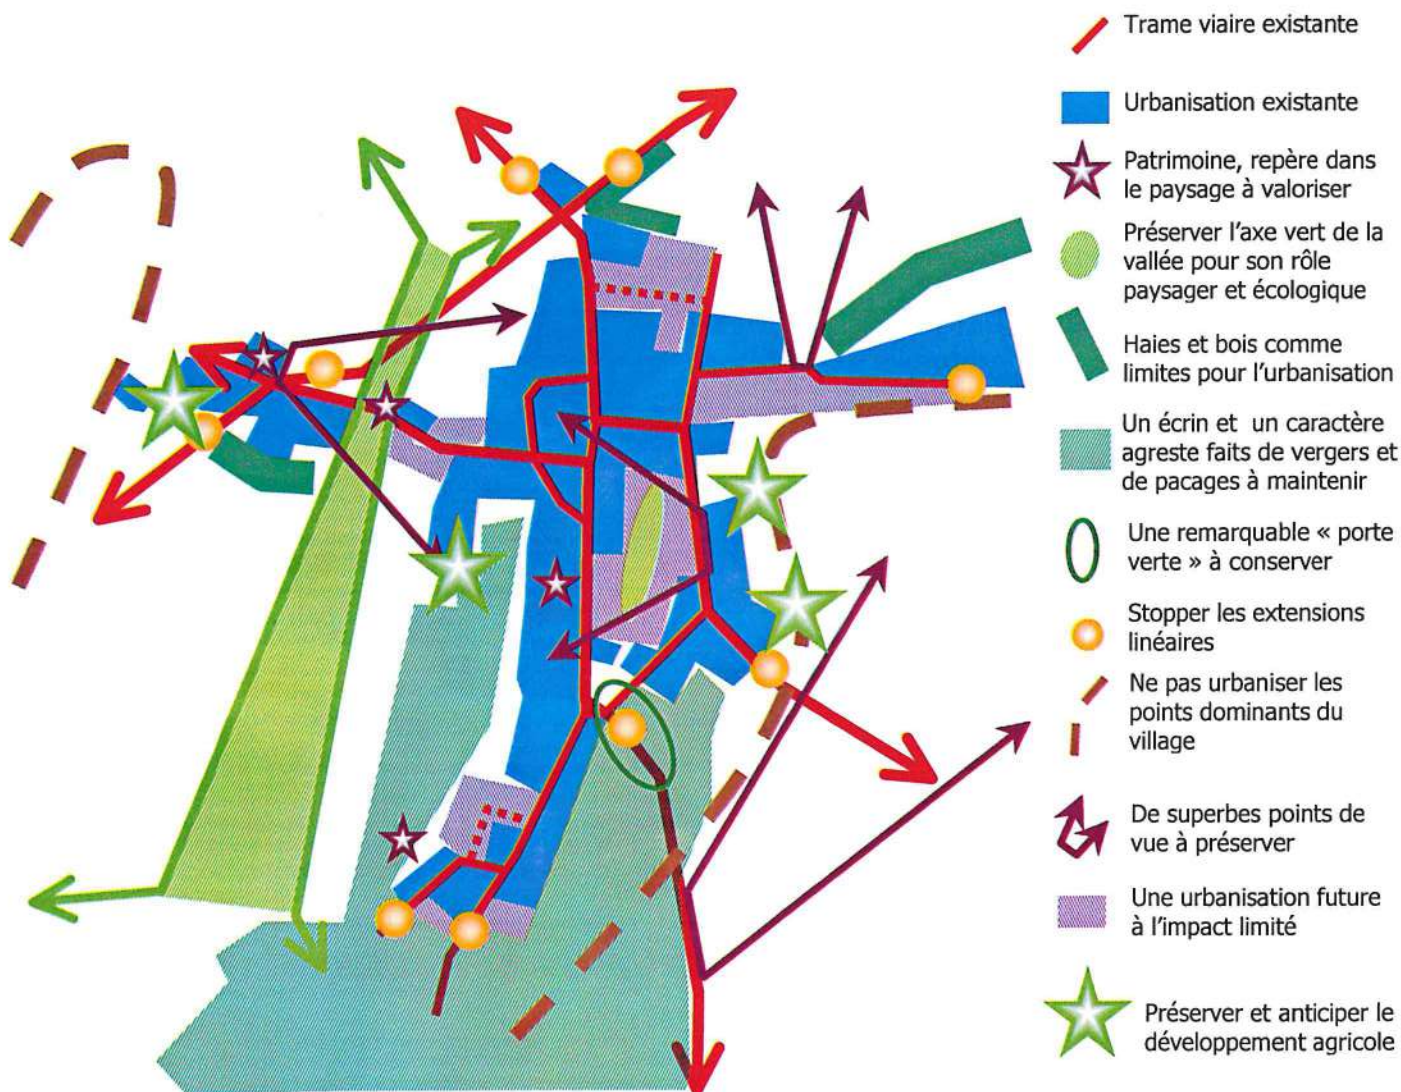 Trame viaire existante
Urbanisation existante
Patrimoine, repère dans
le paysage à valoriser
Préserver l'axe vert de la
vallée pour son rôle
paysager et écologique
Haies et bois comme
limites pour l'urbanisation
Un écrin et un caractère
agreste faits de vergers et
de pacages à maintenir
Une remarquable « porte
verte » à conserver
Stopper les extensions
linéaires
Ne pas urbaniser les
points dominants du
village
De superbes points de
vue à préserver
Une urbanisation future
à l'impact limité
Préserver et anticiper le
développement agricole